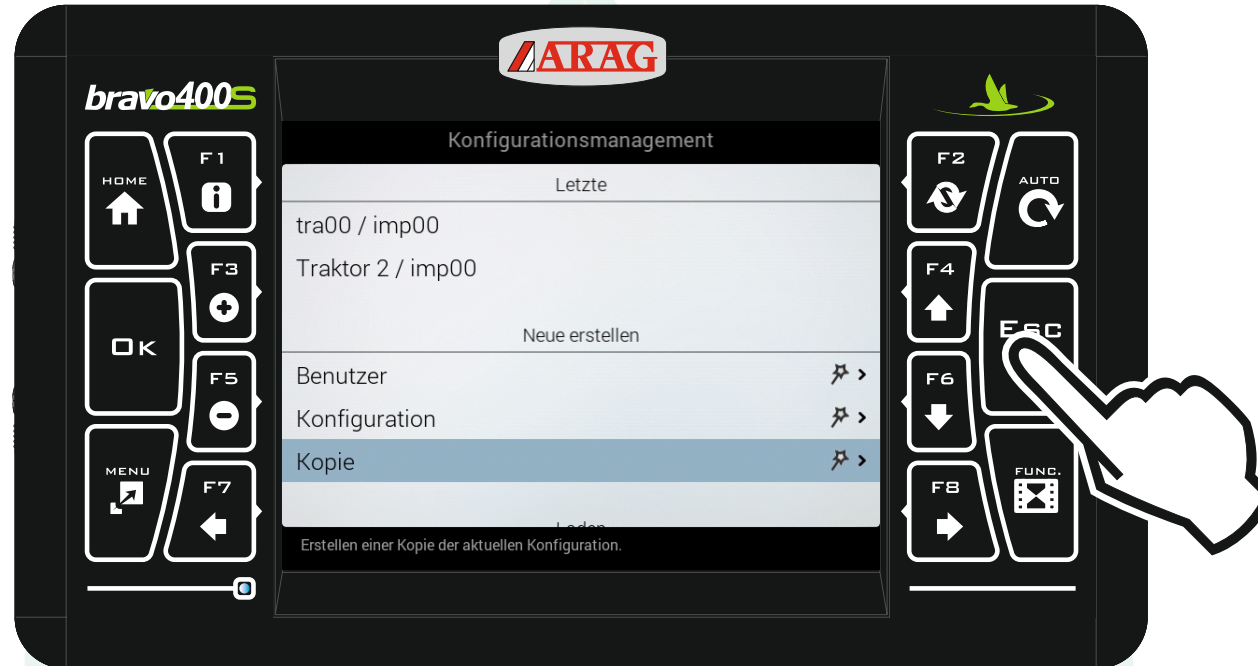 ARAG
bravo400S
Konfigurationsmanagement
Letzte
tra00 / imp00
Traktor 2 / imp00
Neue erstellen
Benutzer
Konfiguration
Kopie
Laden
Erstellen einer Kopie der aktuellen Konfiguration.
HOME
F1
F3
OK
F5
MENU
F7
F2
AUTO
F4
ESC
F6
F8
FUNC.